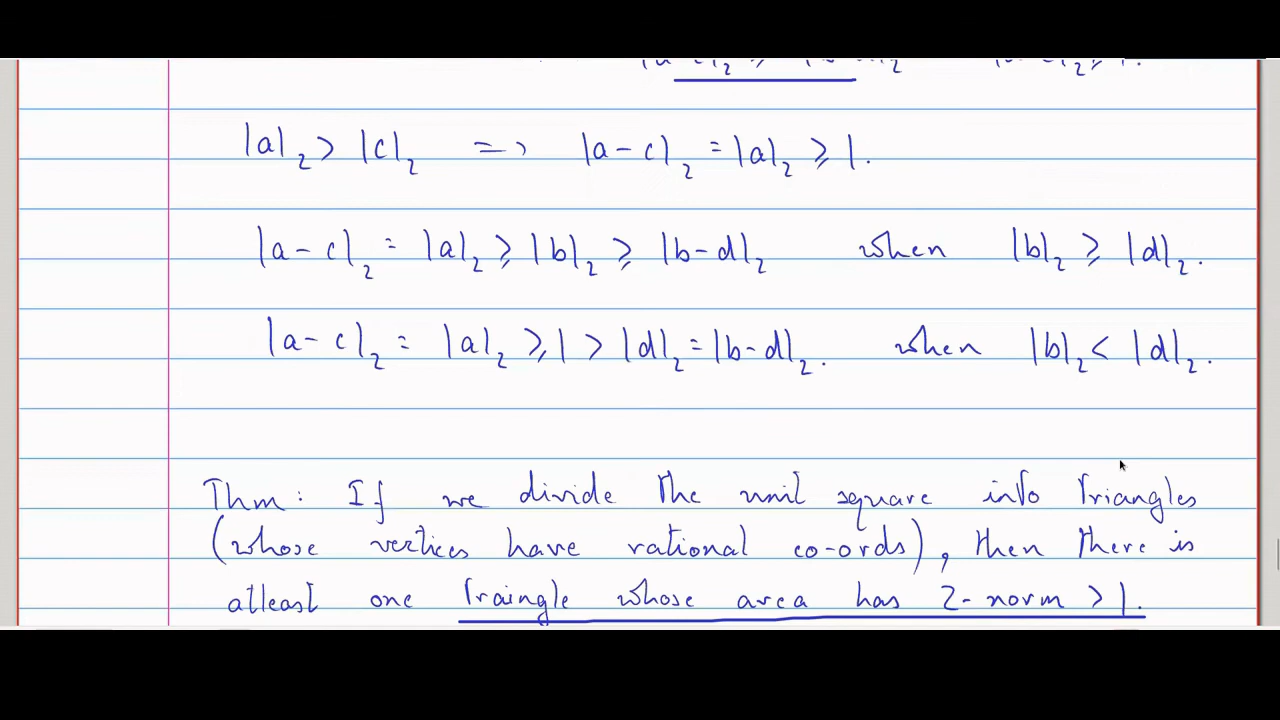 |a|₂ > |c|₂ => |a-c|₂ = |a|₂ ⩾ 1.
|a-c|₂ = |a|₂ ⩾ |b|₂ ⩾ |b-d|₂ when |b|₂ ⩾ |d|₂.
|a-c|₂ = |a|₂ ⩾ 1 > |d|₂ = |b-d|₂. when |b|₂ < |d|₂.
Thm: If we divide the unit square into triangles
(whose vertices have rational co-ords), then there is
atleast one traingle whose area has 2-norm > 1.